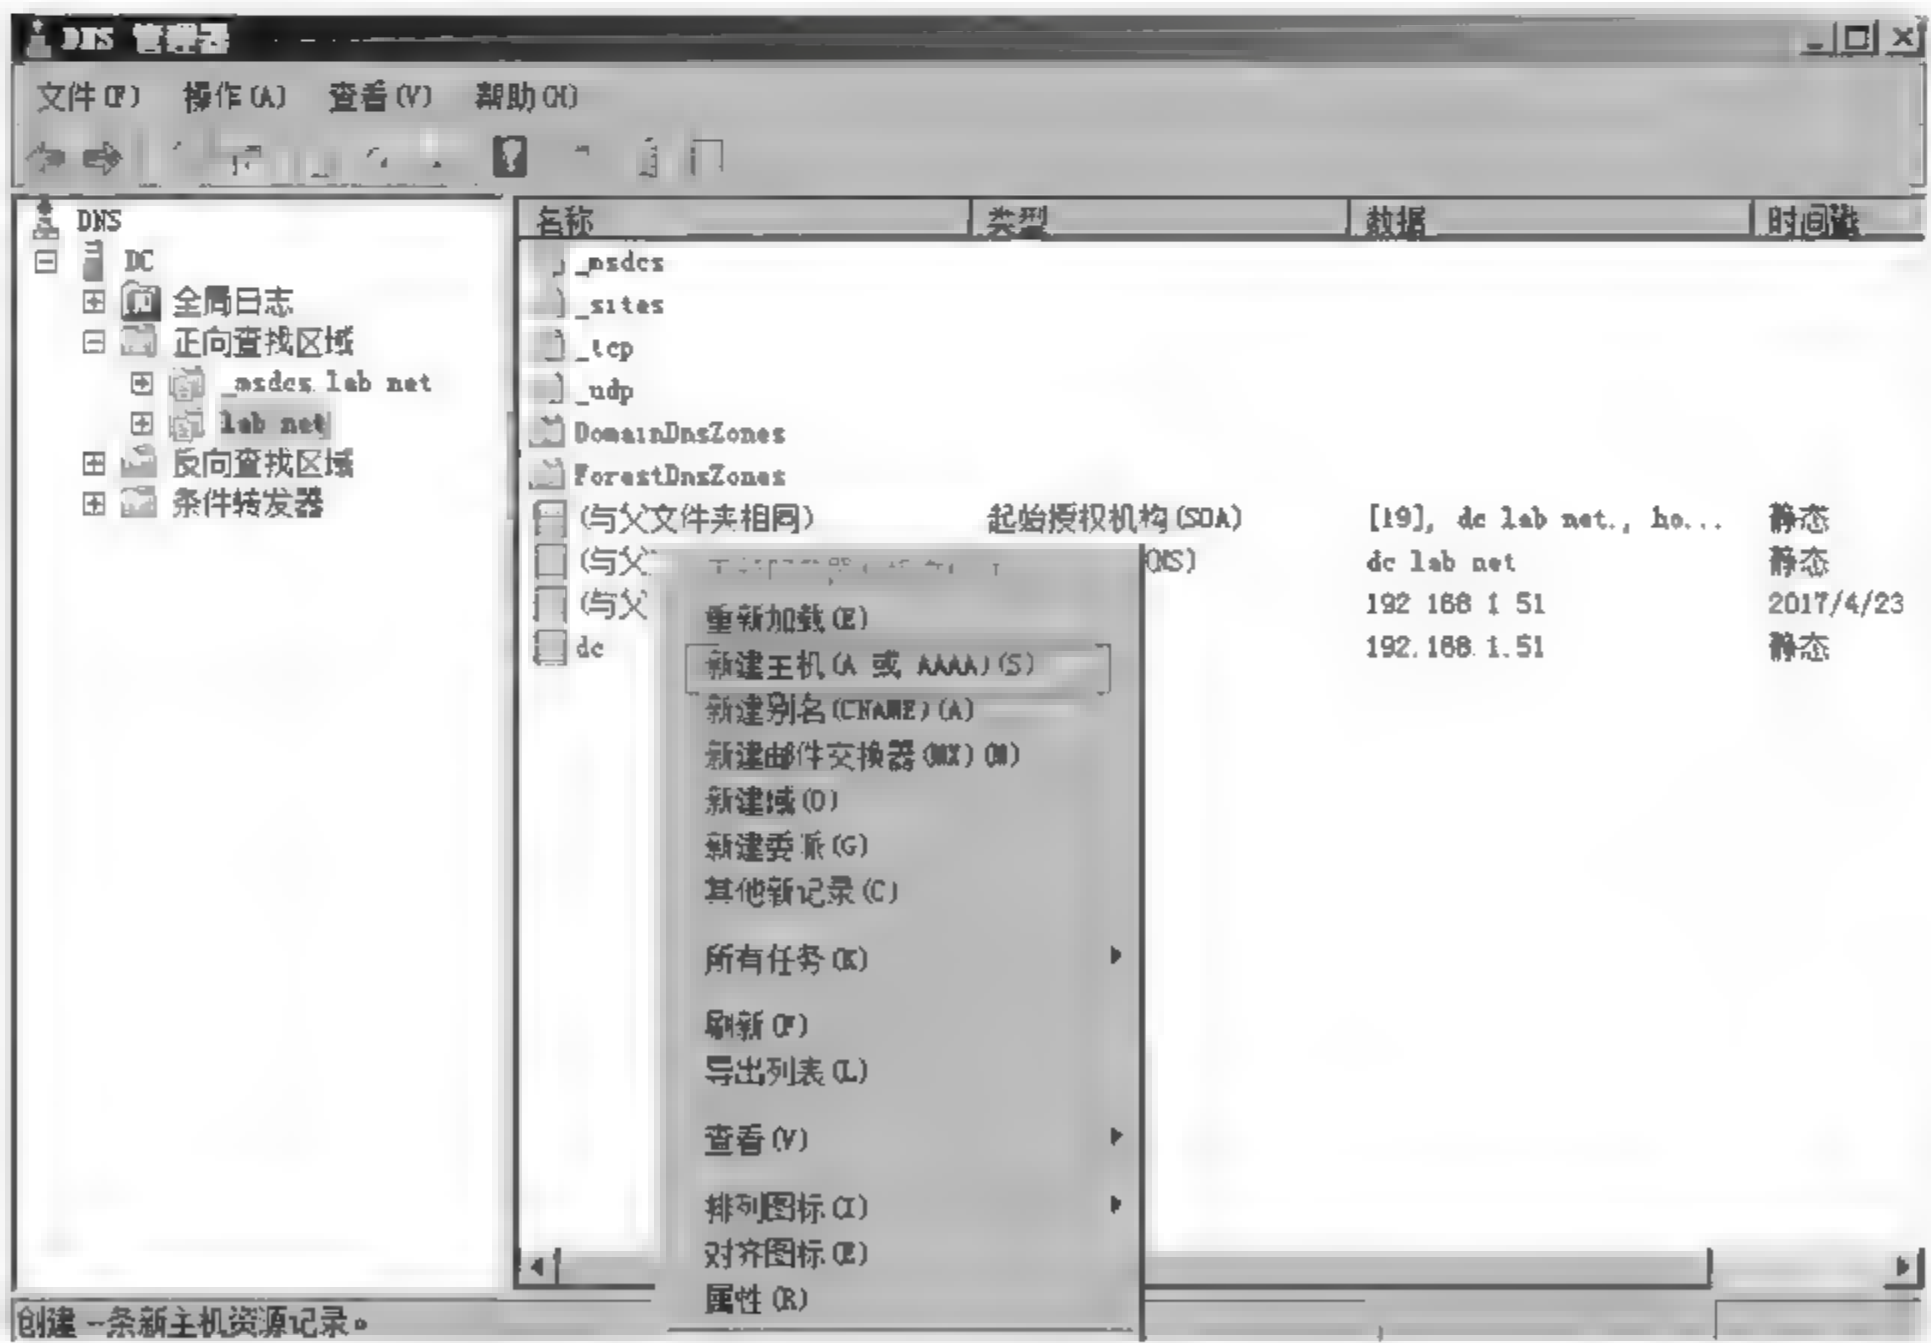 DNS 管理器
文件(F) 操作(A) 查看(V) 帮助(H)
DNS
DC
全局日志
正向查找区域
_msdcs.lab net
lab net
反向查找区域
条件转发器
名称 类型 数据 时间戳
_msdcs
_sites
_tcp
_udp
DomainDnsZones
ForestDnsZones
(与父文件夹相同) 起始授权机构(SOA) [19], dc lab net., ho... 静态
(与父 (NS) dc lab net 静态
(与父 192 168 1 51 2017/4/23
dc 192.168.1.51 静态
重新加载(E)
新建主机(A 或 AAAA)(S)
新建别名(CNAME)(A)
新建邮件交换器(MX)(M)
新建域(O)
新建委派(G)
其他新记录(C)
所有任务(K)
刷新(F)
导出列表(L)
查看(V)
排列图标(I)
对齐图标(E)
属性(R)
创建一条新主机资源记录。